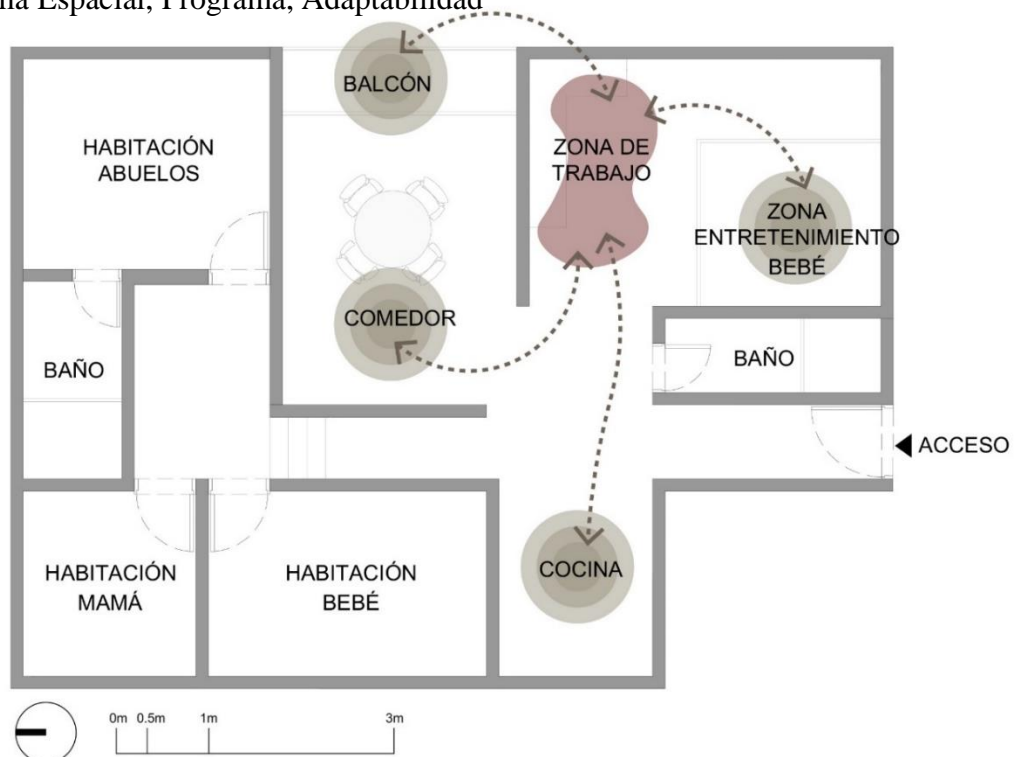 Espacial, Programa, Adaptabilidad
BALCÓN
HABITACIÓN
ABUELOS
ZONA DE
TRABAJO
ZONA
ENTRETENIMIENTO
BEBÉ
COMEDOR
BAÑO
BAÑO
ACCESO
HABITACIÓN
MAMÁ
HABITACIÓN
BEBÉ
COCINA
0m 0.5m 1m 3m